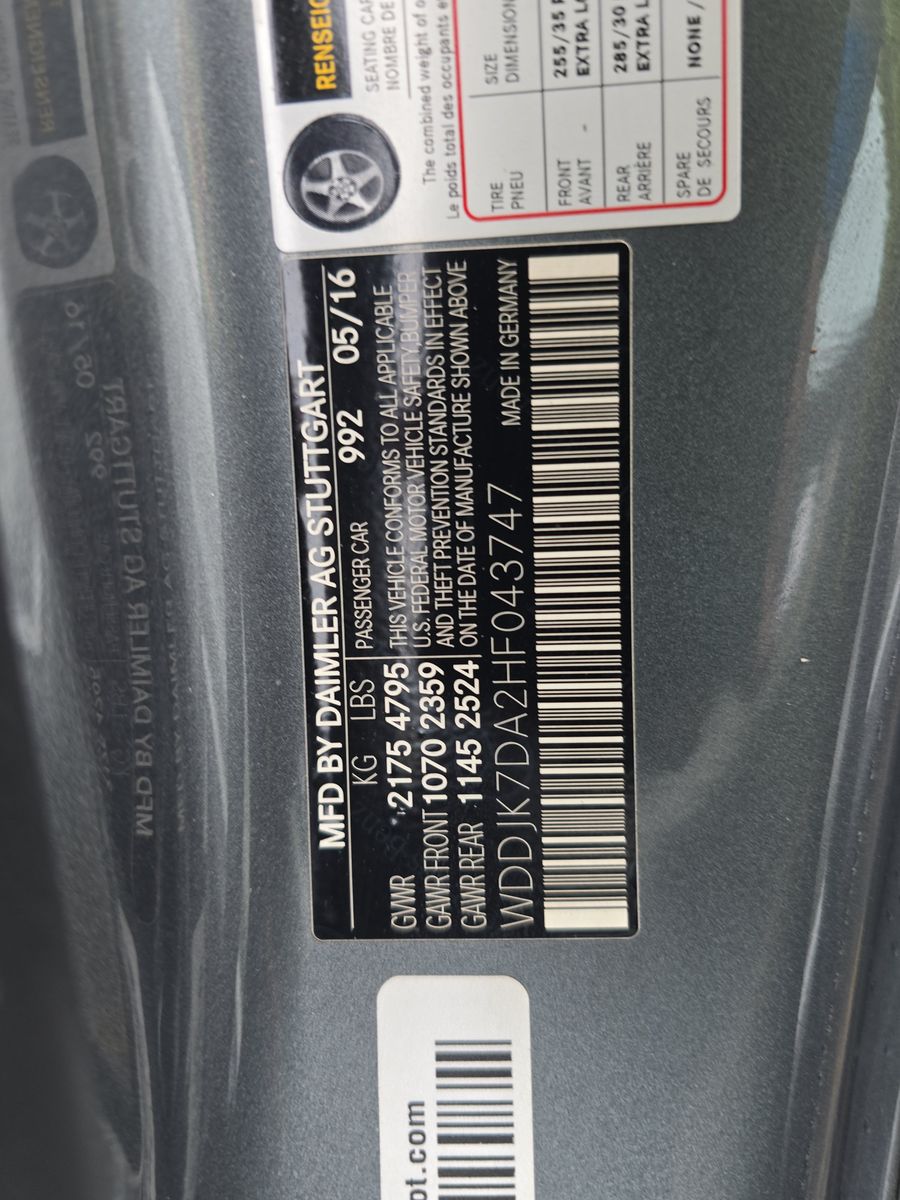 RENSEIG
SEATING CAP
NOMBRE DE
The combined weight of o
Le poids total des occupants e
TIRE
PNEU
SIZE
DIMENSION
FRONT
AVANT
-
255/35 R
EXTRA LO
REAR
ARRIÈRE
285/30
EXTRA L
SPARE
DE SECOURS
NONE /
MFD BY DAIMLER AG STUTTGART
KG LBS PASSENGER CAR 992 05/16
GVWR 2175 4795 THIS VEHICLE CONFORMS TO ALL APPLICABLE
GAWR FRONT 1070 2359 U.S. FEDERAL MOTOR VEHICLE SAFETY,BUMPER
GAWR REAR 1145 2524 AND THEFT PREVENTION STANDARDS IN EFFECT
ON THE DATE OF MANUFACTURE SHOWN ABOVE
WDDJK7DA2HF043747 MADE IN GERMANY
pt.com